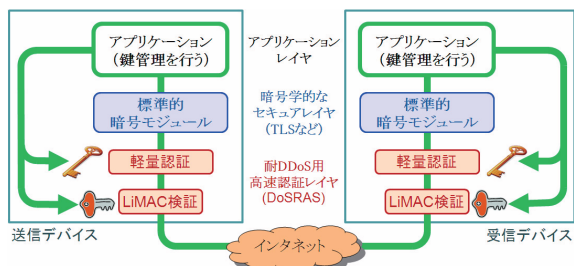 アプリケーション
(鍵管理を行う)
標準的
暗号モジュール
軽量認証
LiMAC検証
送信デバイス
アプリケーション
レイヤ
暗号学的な
セキュアレイヤ
(TLSなど)
耐DDoS用
高速認証レイヤ
(DoSRAS)
インタネット
アプリケーション
(鍵管理を行う)
標準的
暗号モジュール
軽量認証
LiMAC検証
受信デバイス